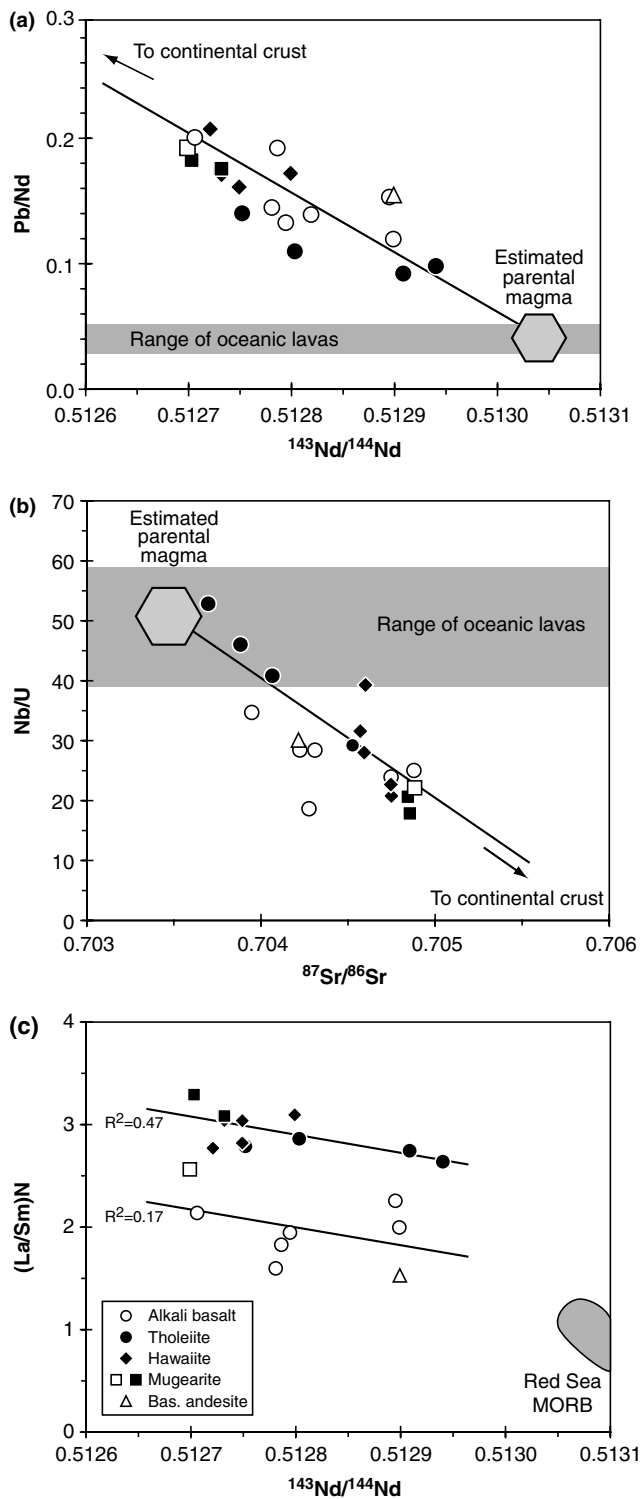 (a)
0.3
To continental crust
0.2
Pb/Nd
Estimated
parental
magma
0.1
Range of oceanic lavas
0.0
0.5126 0.5127 0.5128 0.5129 0.5130 0.5131
143Nd/144Nd
(b)
70
Estimated
parental
magma
60
50
Range of oceanic lavas
40
Nb/U
30
20
10
To continental crust
0
0.703 0.704 0.705 0.706
87Sr/86Sr
(c)
4
R2=0.47
3
(La/Sm)N
R2=0.17
2
Alkali basalt
Tholeiite
Hawaiite
Mugearite
Bas. andesite
1
Red Sea
MORB
0
0.5126 0.5127 0.5128 0.5129 0.5130 0.5131
143Nd/144Nd